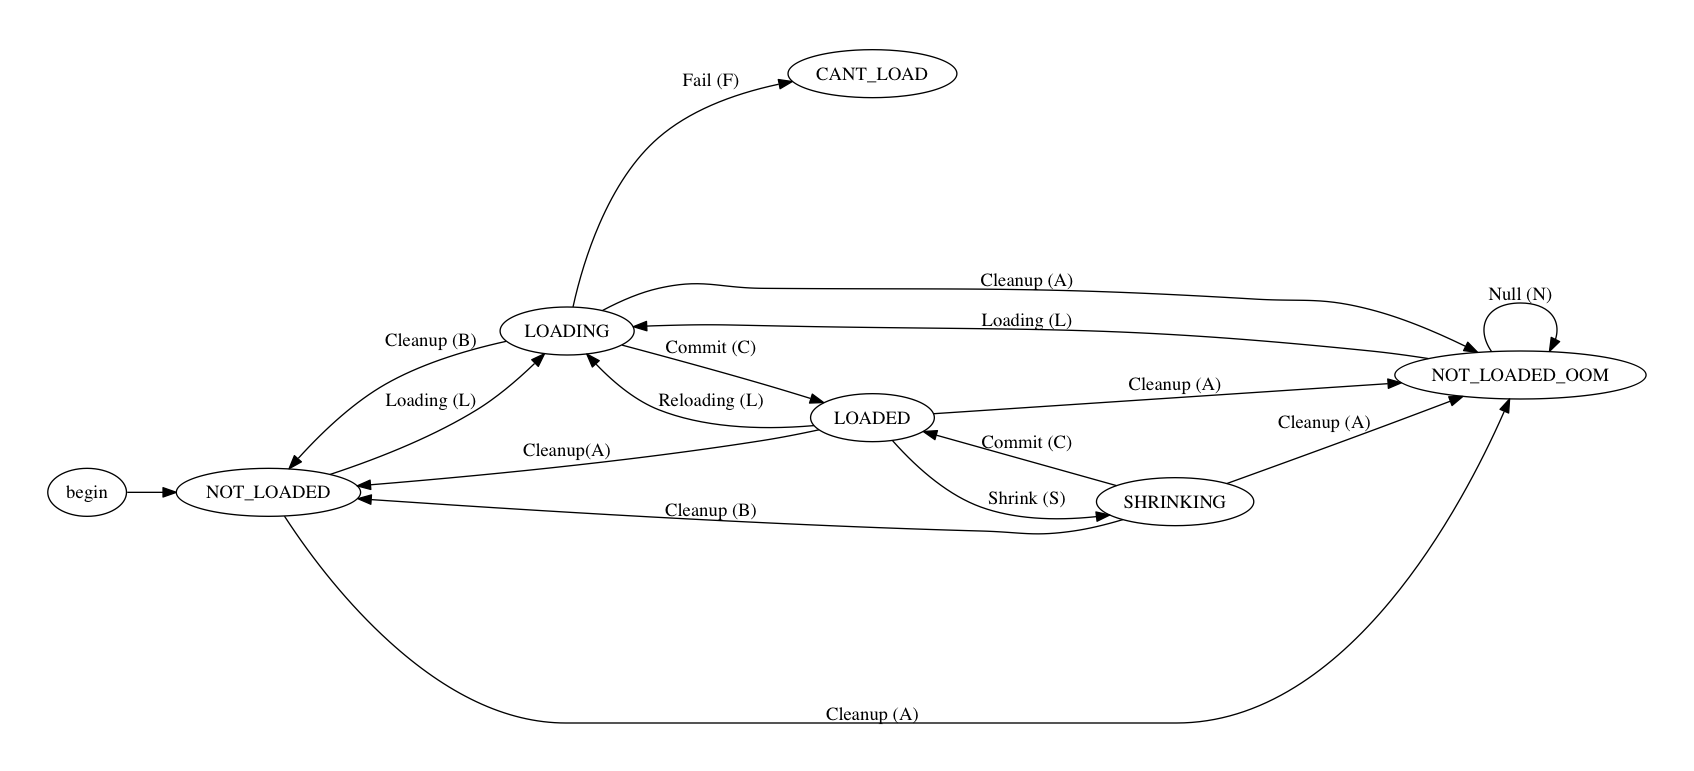 CANT_LOAD
Fail (F)
Cleanup (A)
Null (N)
Loading (L)
LOADING
Cleanup (B)
Commit (C)
NOT_LOADED_OOM
Cleanup (A)
Loading (L)
Reloading (L)
LOADED
Cleanup (A)
Commit (C)
Cleanup(A)
begin
NOT_LOADED
Shrink (S)
SHRINKING
Cleanup (B)
Cleanup (A)